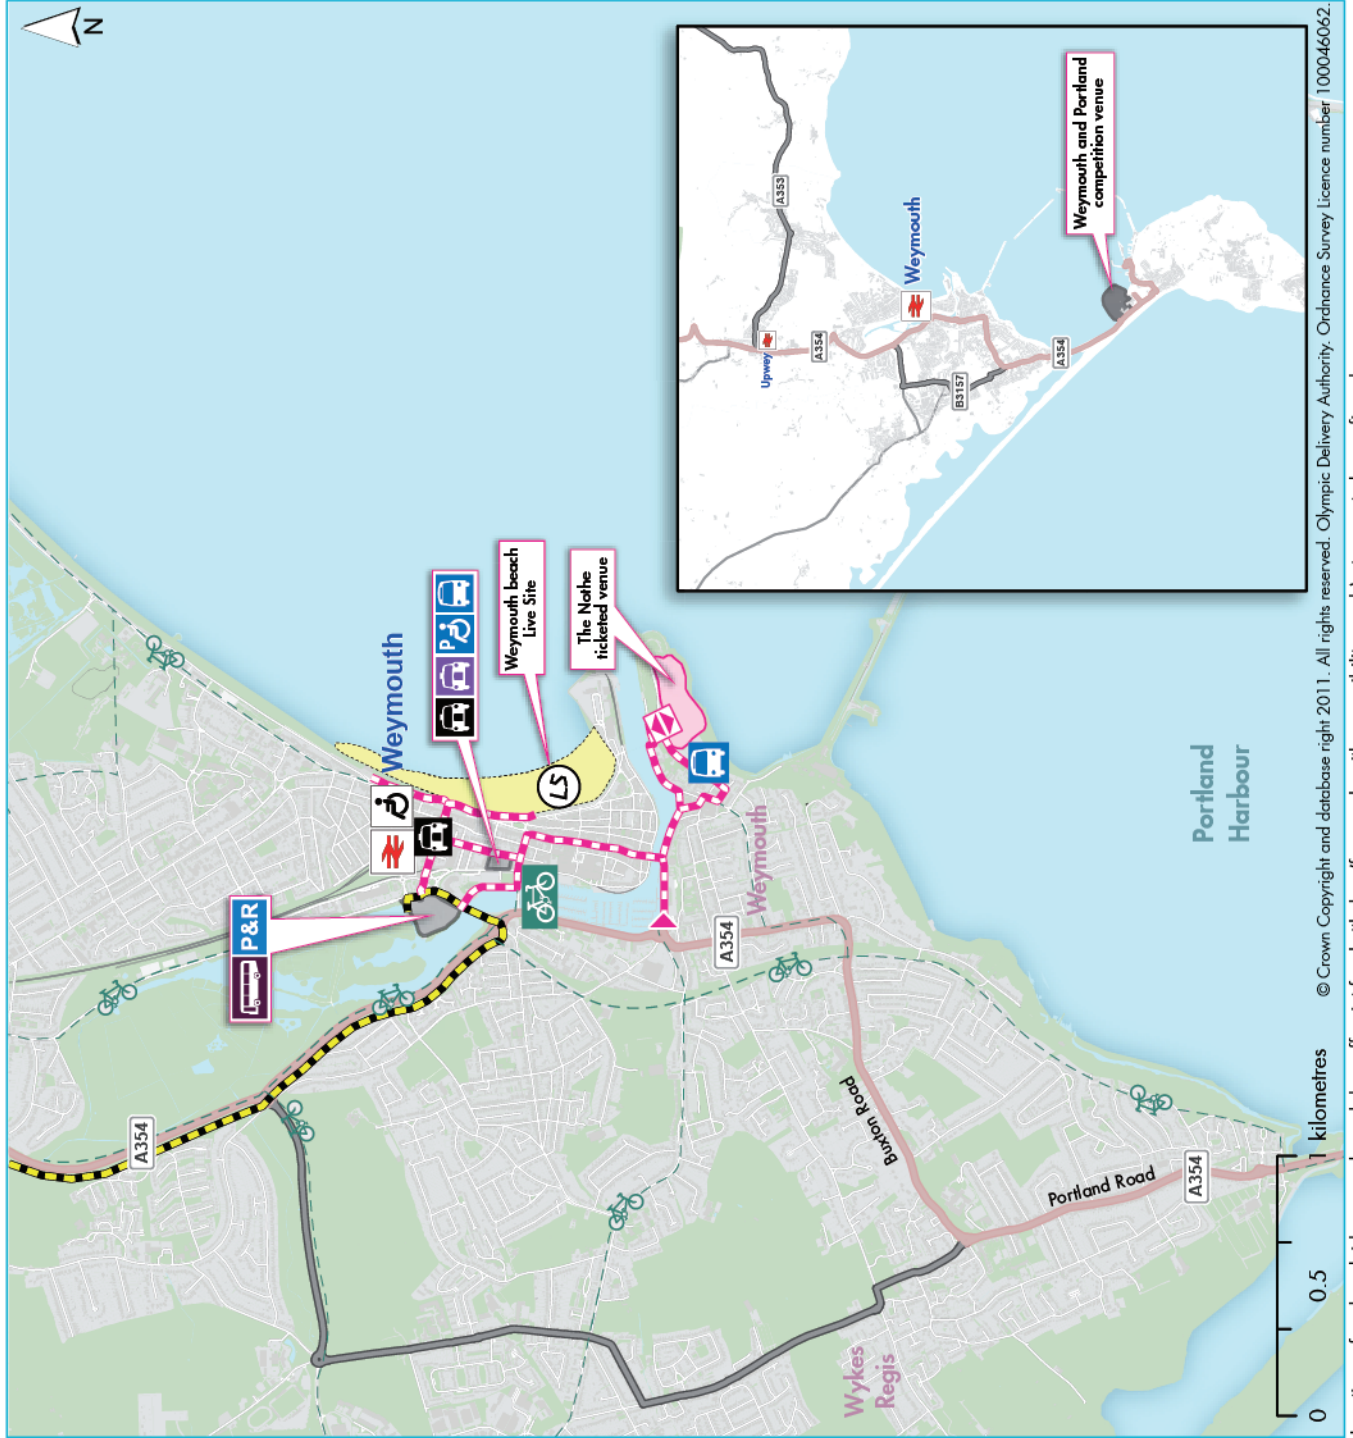 N
A354
P&R
Weymouth
P
Weymouth beach
Live Site
LS
The Nothe
ticketed venue
Weymouth
A354
Buxton Road
Portland Road
A354
Wykes
Regis
Portland
Harbour
0
0.5
1 kilometres
A353
Upwey
A354
Weymouth
B3157
A354
Weymouth and Portland
competition venue
© Crown Copyright and database right 2011. All rights reserved. Olympic Delivery Authority. Ordnance Survey Licence number 100046062.